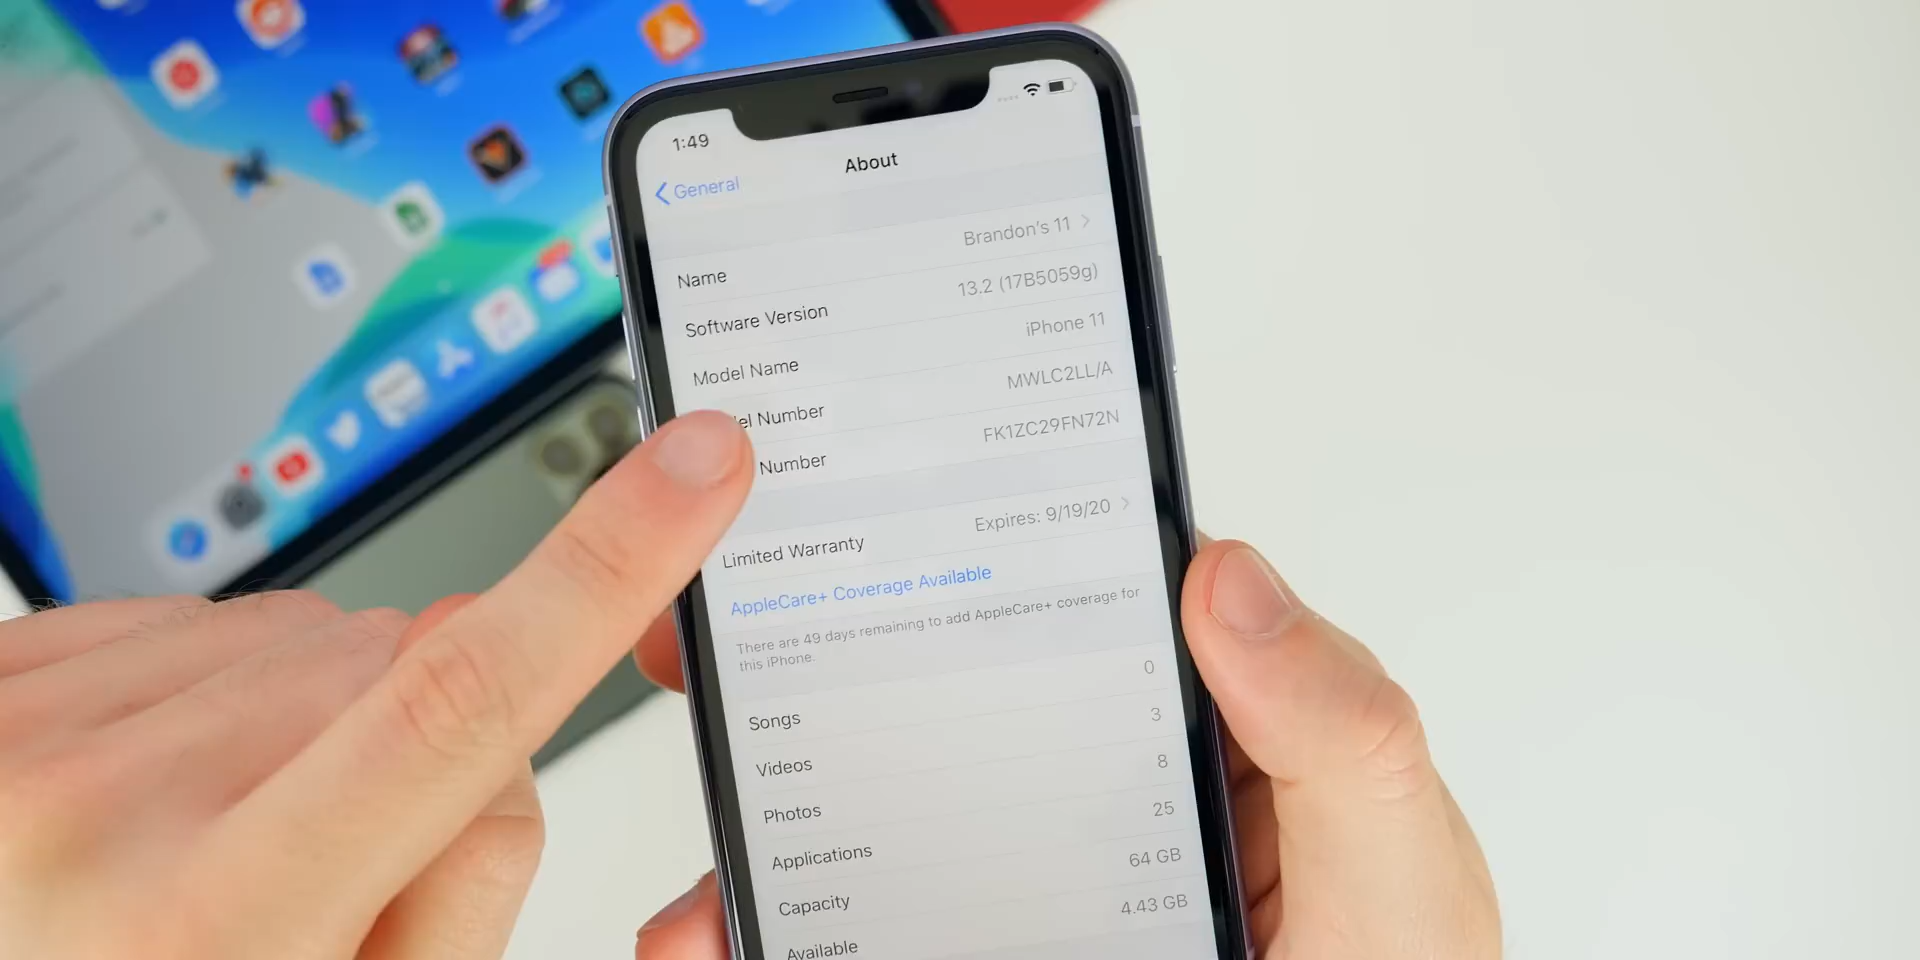 1:49
General
About
Name
Brandon's 11
Software Version
13.2 (17B5059g)
Model Name
iPhone 11
Number
MWLC2LL/A
Number
FK1ZC29FN72N
Limited Warranty
Expires: 9/19/20
AppleCare+ Coverage Available
There are 49 days remaining to add AppleCare+ coverage for
this iPhone.
Songs
0
Videos
3
Photos
8
Applications
25
Capacity
64 GB
Available
4.43 GB